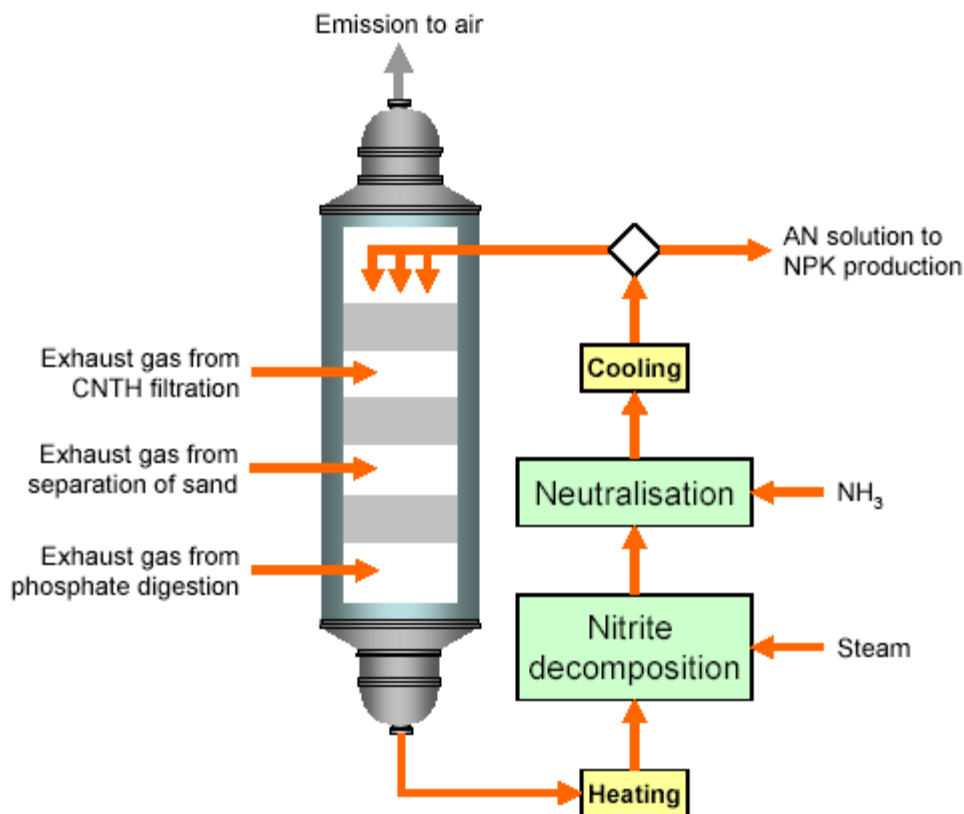 Emission to air
AN solution to
NPK production
Exhaust gas from
CNTH filtration
Cooling
Exhaust gas from
separation of sand
Neutralisation
NH₃
Exhaust gas from
phosphate digestion
Nitrite
decomposition
Steam
Heating